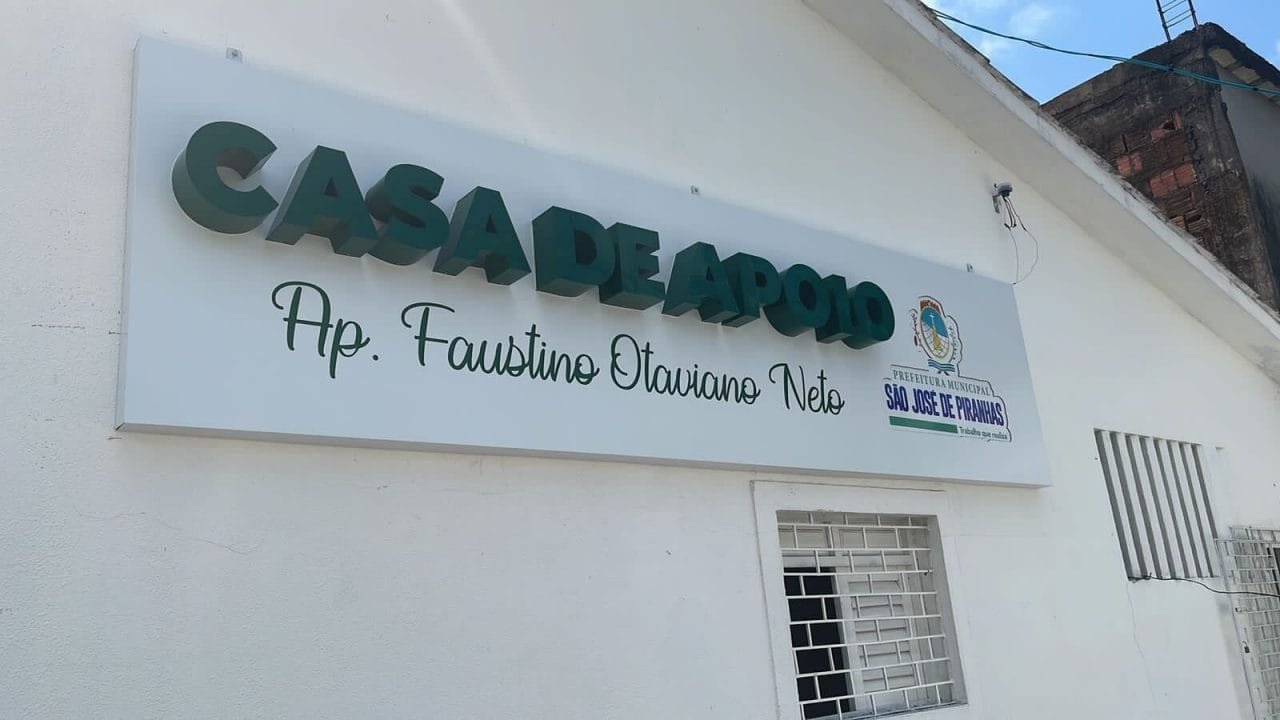 CASA DE APOIO
Ap. Faustino Otaviano Neto
PREFEITURA MUNICIPAL
SÃO JOSÉ DE PIRANHAS
Trabalho que realiza